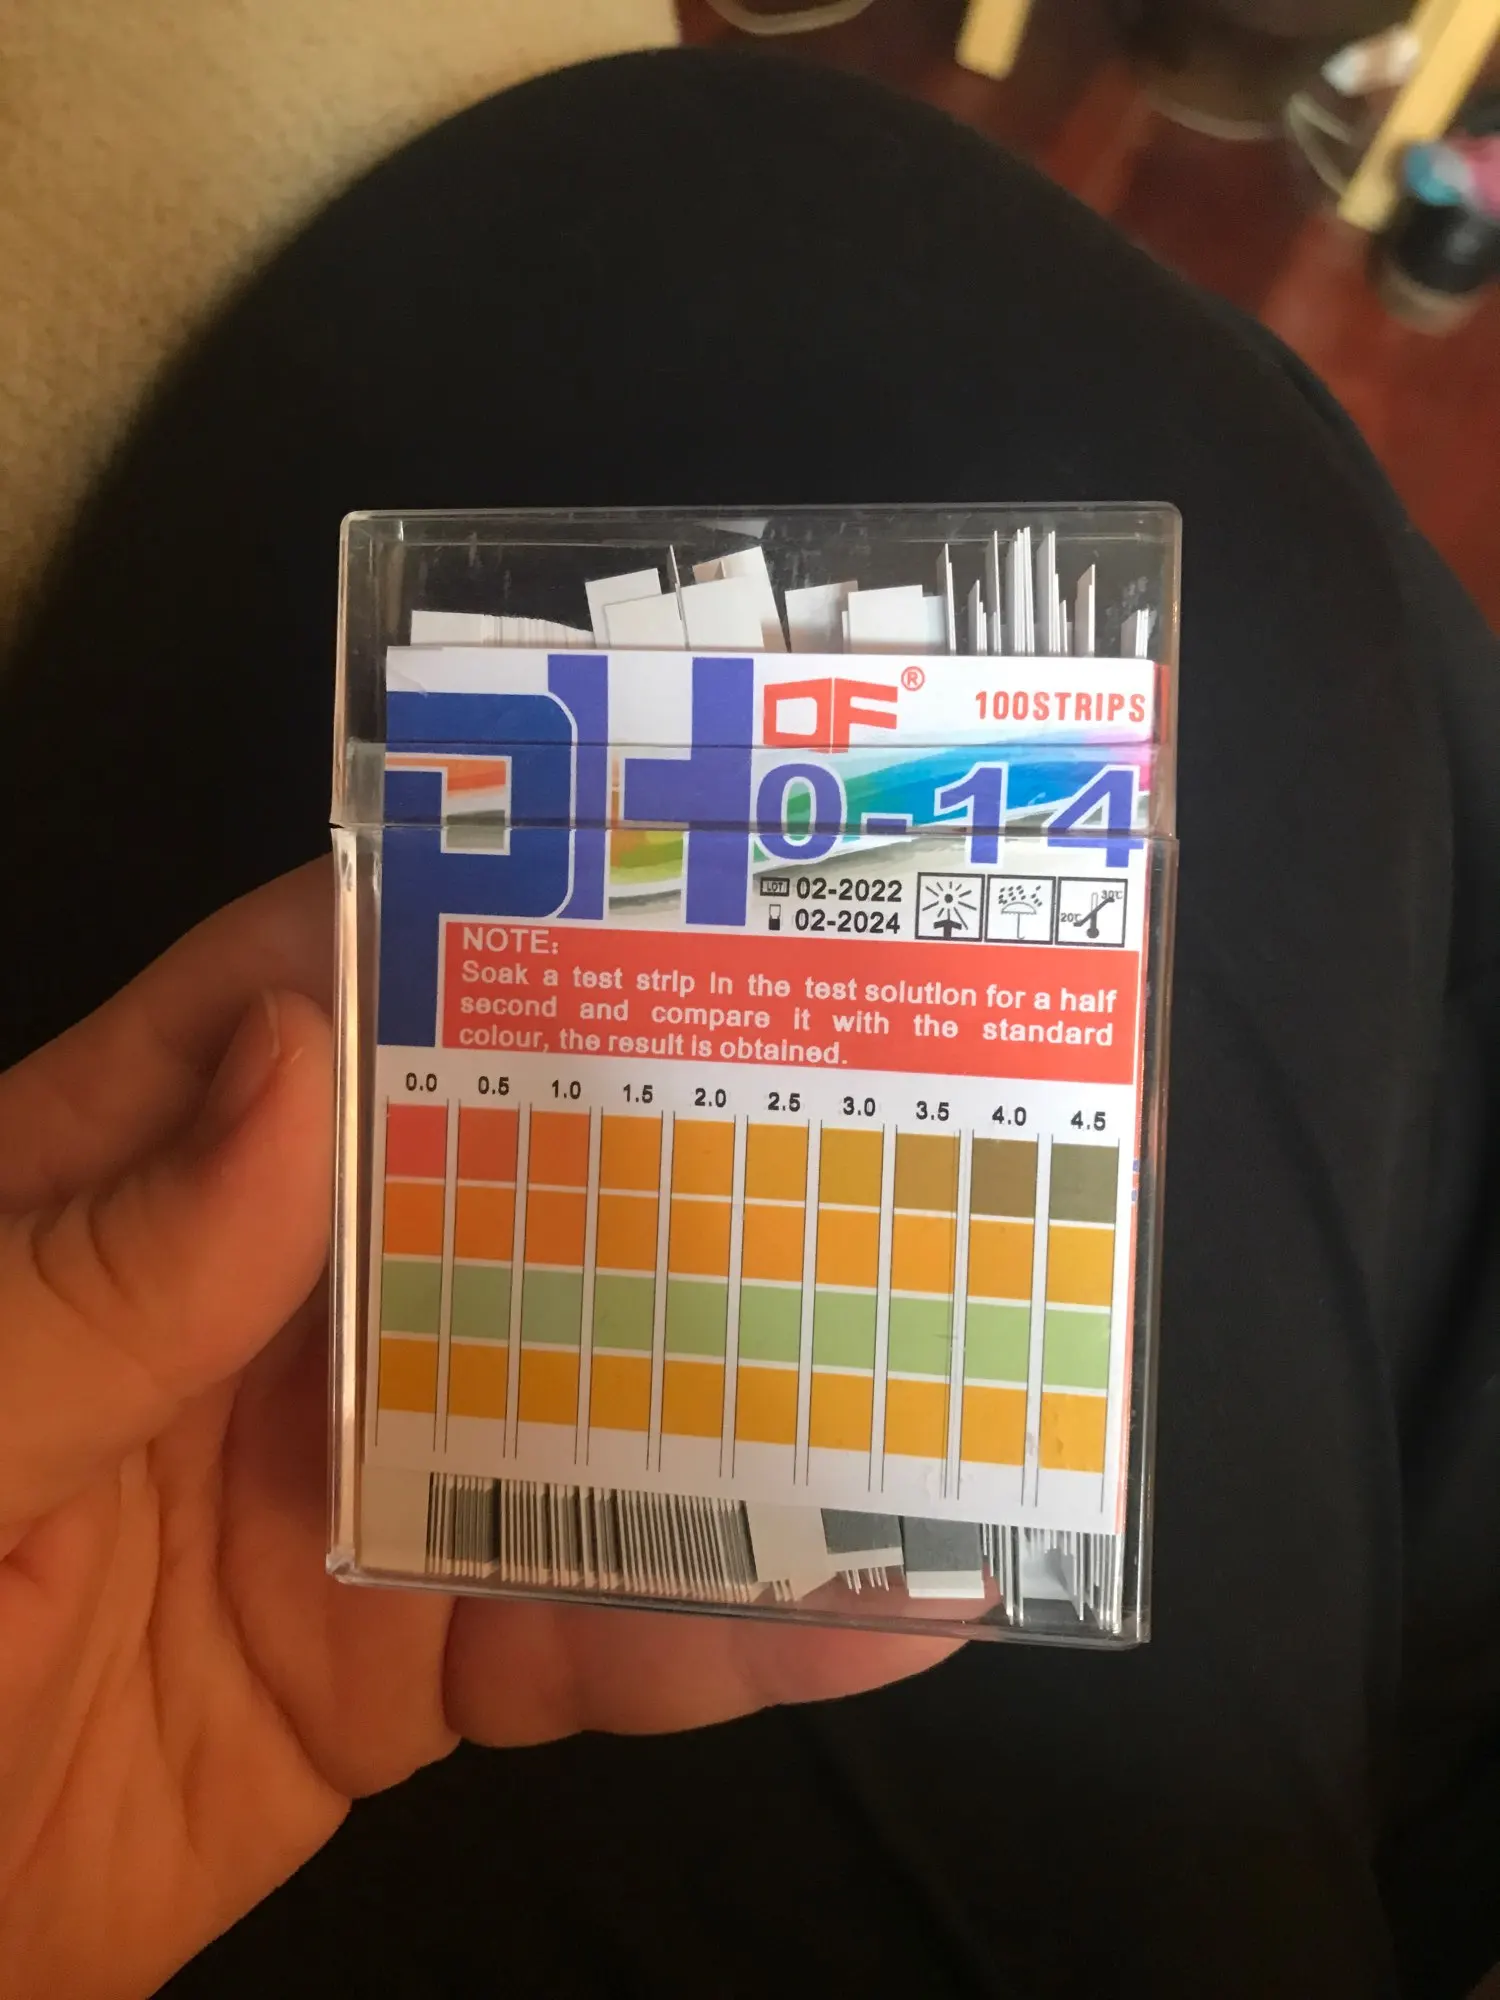 pH DF® 100STRIPS
0-14
LOT 02-2022
02-2024
20℃ 30℃
NOTE:
Soak a test strip in the test solution for a half
second and compare it with the standard
colour, the result is obtained.
0.0 0.5 1.0 1.5 2.0 2.5 3.0 3.5 4.0 4.5